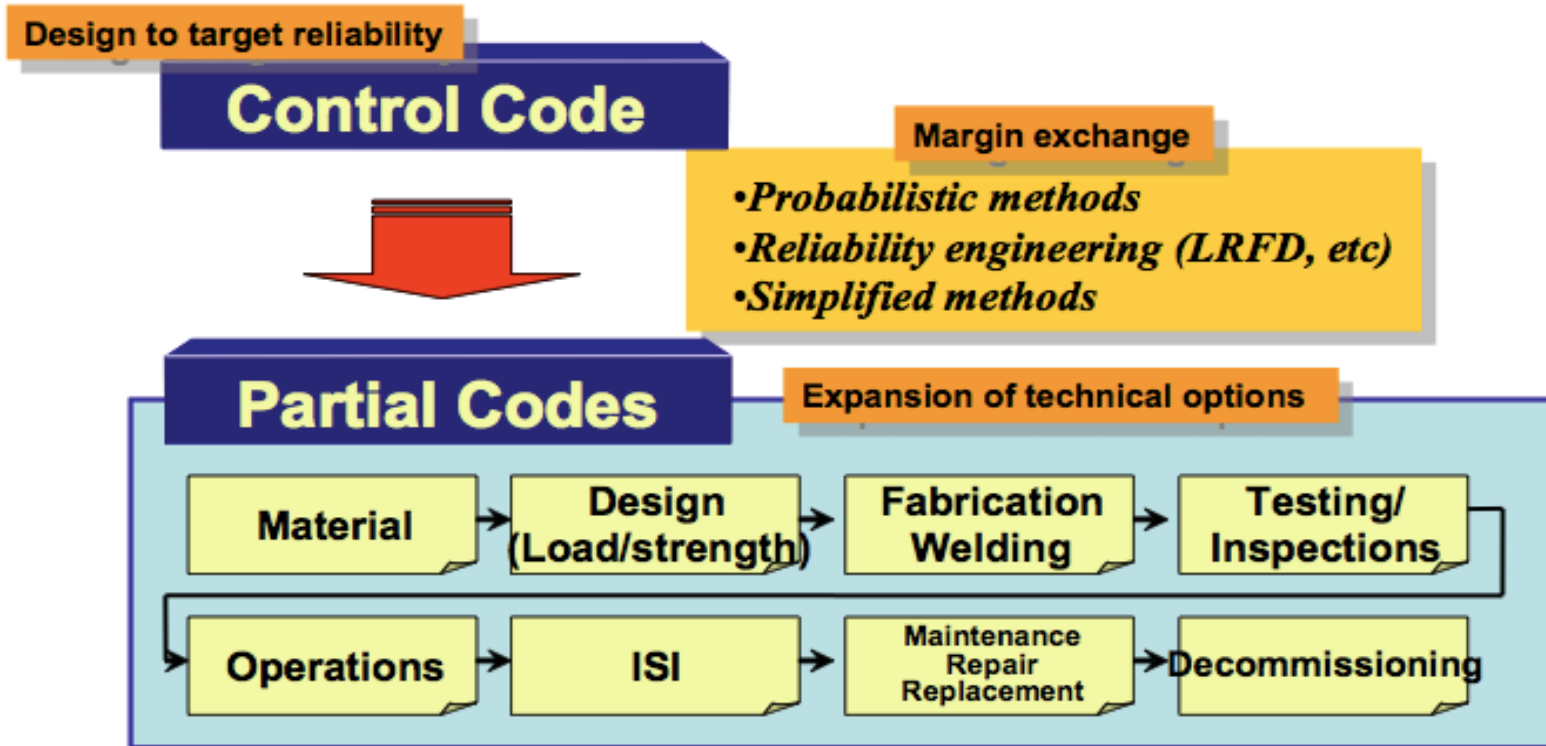 Design to target reliability
Control Code
Margin exchange
•Probabilistic methods
•Reliability engineering (LRFD, etc)
•Simplified methods
Partial Codes
Expansion of technical options
Material
Design
(Load/strength)
Fabrication
Welding
Testing/
Inspections
Operations
ISI
Maintenance
Repair
Replacement
Decommissioning